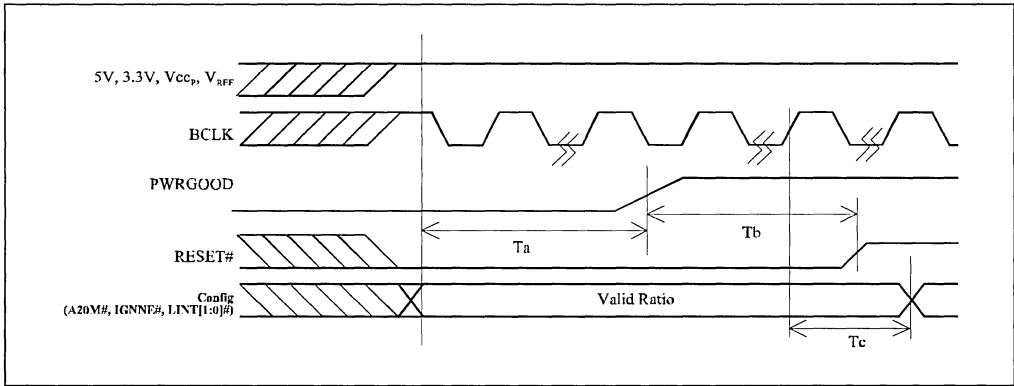 5V, 3.3V, VccP, VREF
BCLK
PWRGOOD
Ta
Tb
RESET#
Config
(A20M#, IGNNE#, LINT[1:0]#)
Valid Ratio
Tc